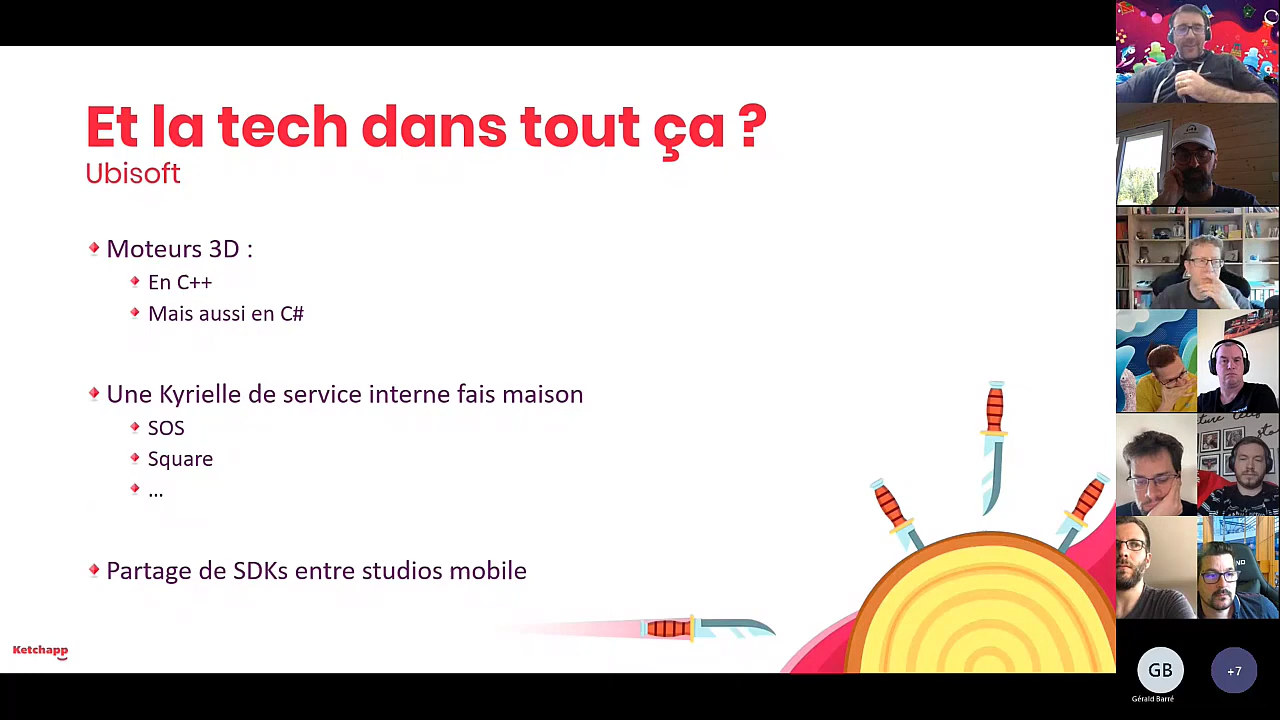 Et la tech dans tout ça ?
Ubisoft
Moteurs 3D :
En C++
Mais aussi en C#
Une Kyrielle de service interne fais maison
SOS
Square
...
Partage de SDKs entre studios mobile
Ketchapp
GB
+7
Gérald Barré